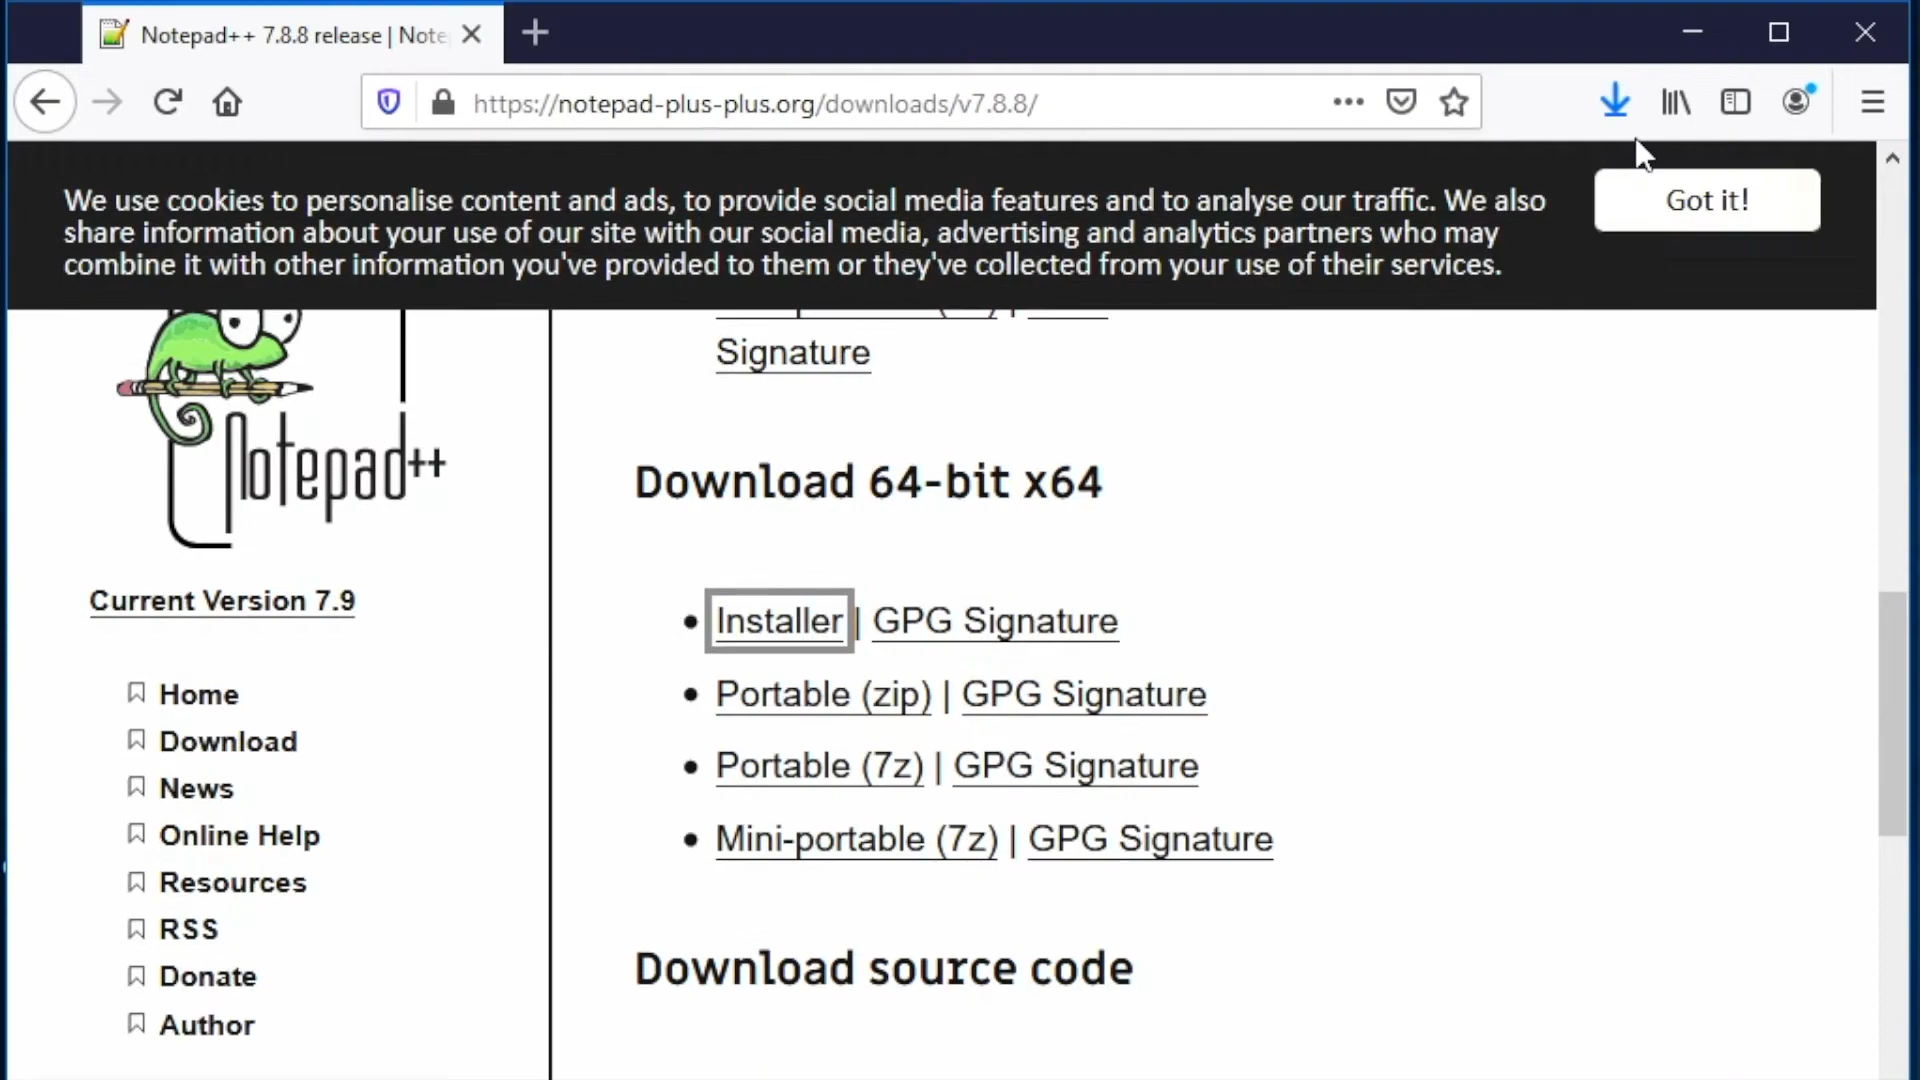 Notepad++ 7.8.8 release | Note
https://notepad-plus-plus.org/downloads/v7.8.8/
We use cookies to personalise content and ads, to provide social media features and to analyse our traffic. We also
share information about your use of our site with our social media, advertising and analytics partners who may
combine it with other information you've provided to them or they've collected from your use of their services.
Got it!
Signature
notepad++
Download 64-bit x64
Current Version 7.9
Installer | GPG Signature
Portable (zip) | GPG Signature
Portable (7z) | GPG Signature
Mini-portable (7z) | GPG Signature
Home
Download
News
Online Help
Resources
RSS
Donate
Author
Download source code